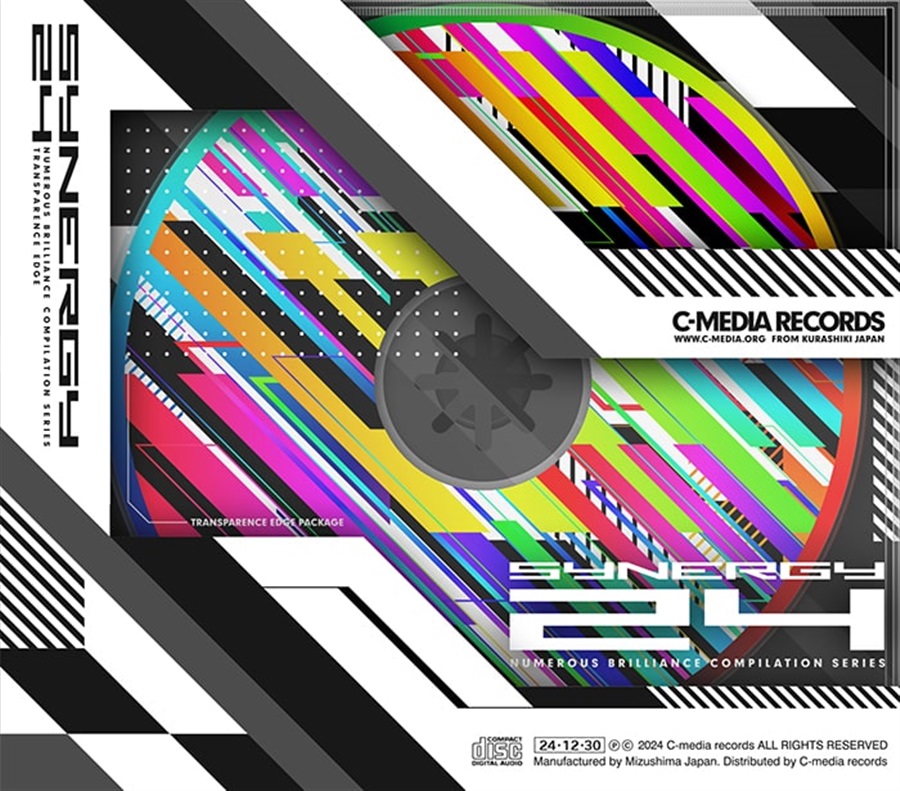 SYNERGY
24
NUMEROUS BRILLIANCE COMPILATION SERIES
TRANSPARENCE EDGE
C-MEDIA RECORDS
WWW.C-MEDIA.ORG FROM KURASHIKI JAPAN
TRANSPARENCE EDGE PACKAGE
SYNERGY
24
NUMEROUS BRILLIANCE COMPILATION SERIES
COMPACT
disc
DIGITAL AUDIO
24·12·30 ℗© 2024 C-media records ALL RIGHTS RESERVED
Manufactured by Mizushima Japan. Distributed by C-media records